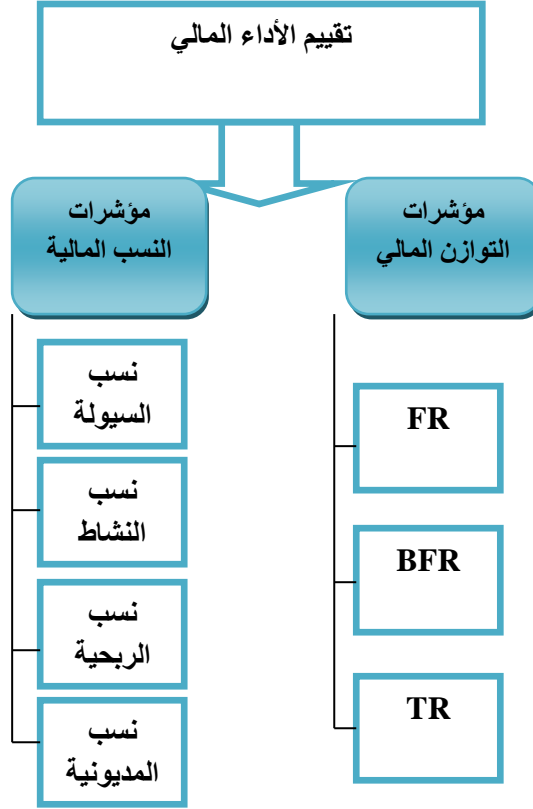 تقييم الأداء المالي
مؤشرات
التوازن المالي
FR
BFR
TR
مؤشرات
النسب المالية
نسب
السيولة
نسب
النشاط
نسب
الربحية
نسب
المديونية